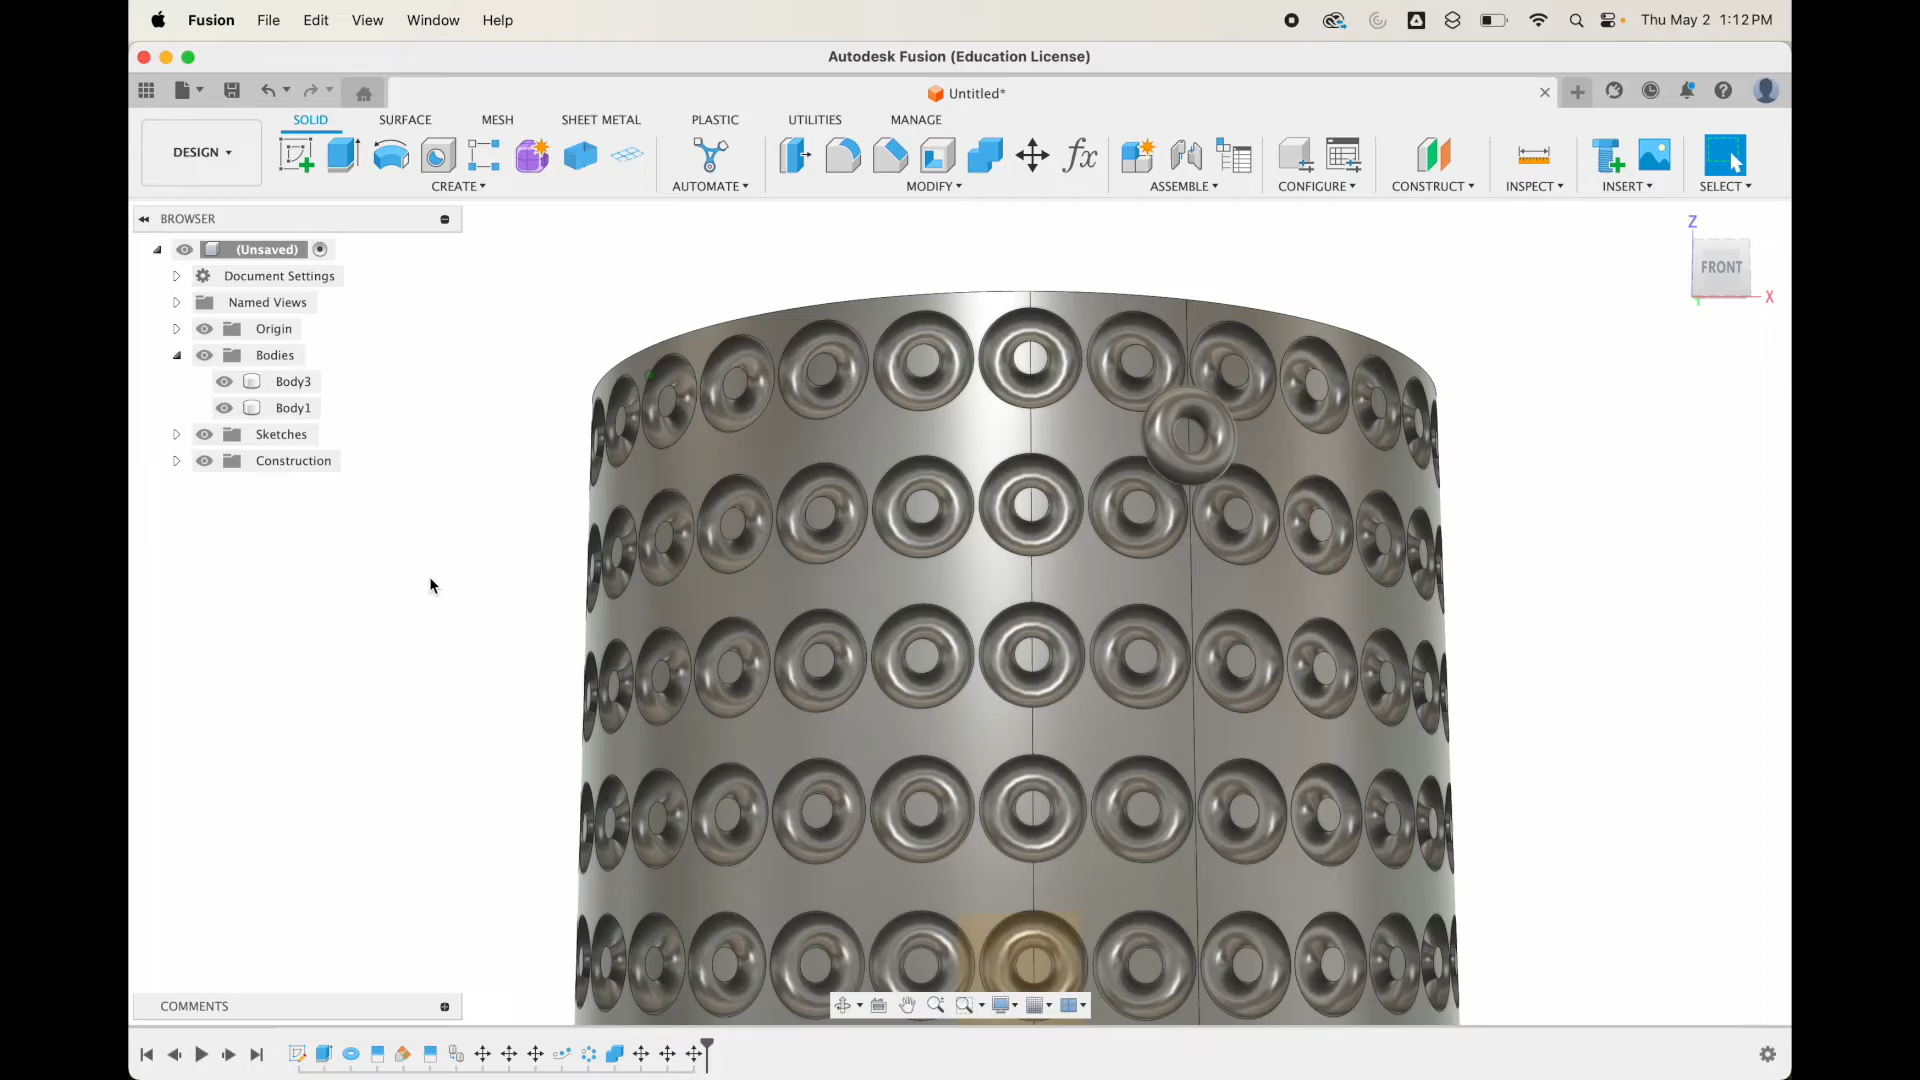 Fusion File Edit View Window Help
Thu May 2 1:12 PM
Autodesk Fusion (Education License)
Untitled*
SOLID SURFACE MESH SHEET METAL PLASTIC UTILITIES MANAGE
DESIGN
fx
CREATE AUTOMATE MODIFY ASSEMBLE CONFIGURE CONSTRUCT INSPECT INSERT SELECT
BROWSER
(Unsaved)
Document Settings
Named Views
Origin
Bodies
Body3
Body1
Sketches
Construction
Z
FRONT
X
COMMENTS